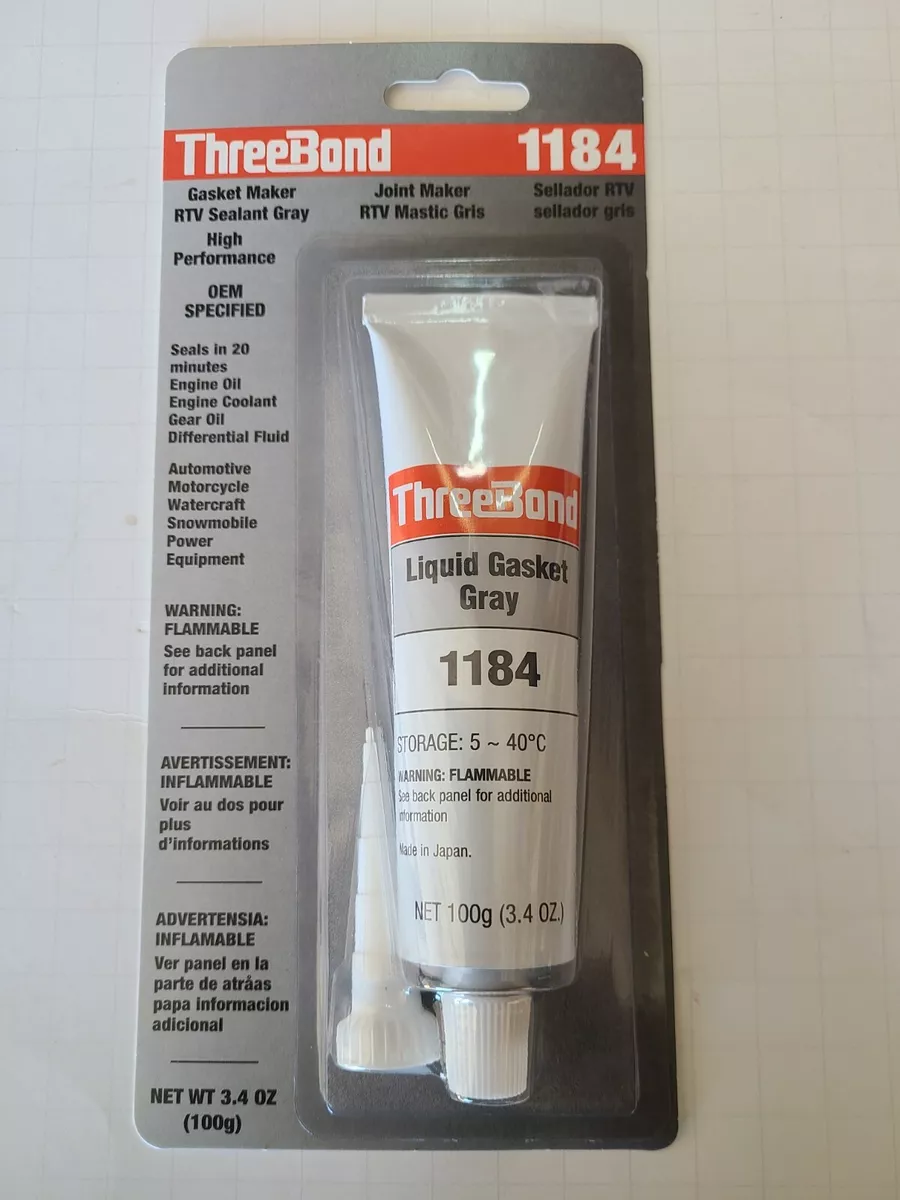 ThreeBond 1184
Gasket Maker
RTV Sealant Gray
Joint Maker
RTV Mastic Gris
Sellador RTV
sellador gris
High
Performance
OEM
SPECIFIED
Seals in 20
minutes
Engine Oil
Engine Coolant
Gear Oil
Differential Fluid
Automotive
Motorcycle
Watercraft
Snowmobile
Power
Equipment
WARNING:
FLAMMABLE
See back panel
for additional
information
AVERTISSEMENT:
INFLAMMABLE
Voir au dos pour
plus
d'informations
ADVERTENSIA:
INFLAMABLE
Ver panel en la
parte de atråas
papa informacion
adicional
NET WT 3.4 OZ
(100g)
ThreeBond
Liquid Gasket
Gray
1184
STORAGE: 5 ~ 40°C
WARNING: FLAMMABLE
See back panel for additional
information
Made in Japan.
NET 100g (3.4 OZ.)